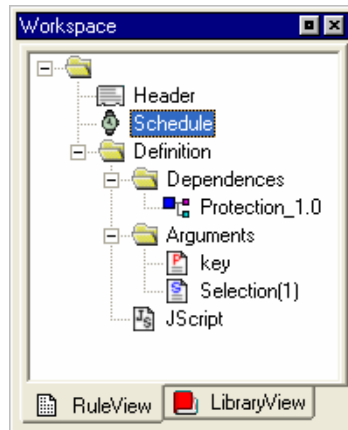 Workspace
Header
Schedule
Definition
Dependences
Protection_1.0
Arguments
key
Selection(1)
JScript
RuleView LibraryView